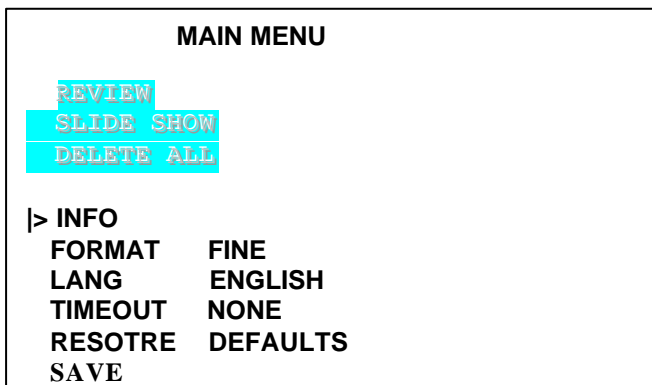 MAIN MENU
REVIEW
SLIDE SHOW
DELETE ALL
|> INFO
FORMAT FINE
LANG ENGLISH
TIMEOUT NONE
RESOTRE DEFAULTS
SAVE